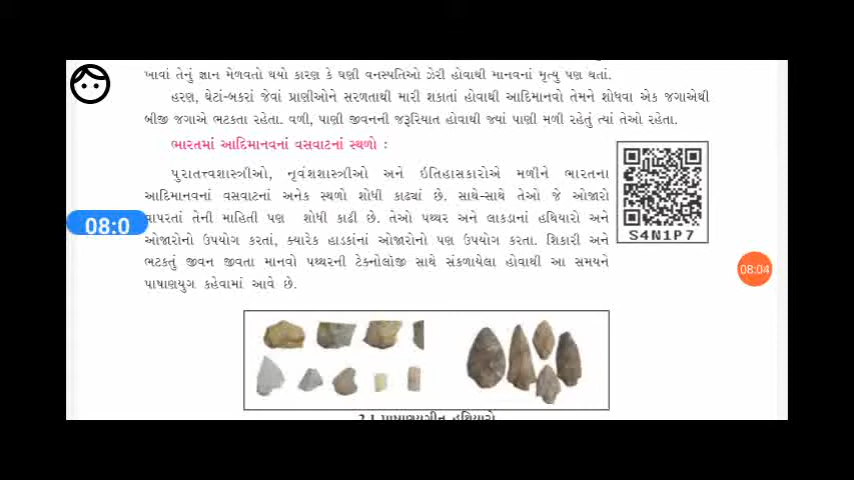 ખાવાં તેનું જ્ઞાન મેળવતો થયો કારણ કે ઘણી વનસ્પતિઓ ઝેરી હોવાથી માનવનાં મૃત્યુ પણ થતાં.
હરણ, ઘેટાં-બકરાં જેવાં પ્રાણીઓને સરળતાથી મારી શકાતાં હોવાથી આદિમાનવો તેમને શોધવા એક જગાએથી
બીજી જગાએ ભટકતા રહેતા. વળી, પાણી જીવનની જરૂરિયાત હોવાથી જ્યાં પાણી મળી રહેતું ત્યાં તેઓ રહેતા.
ભારતમાં આદિમાનવનાં વસવાટનાં સ્થળો :
પુરાતત્ત્વશાસ્ત્રીઓ, નૃવંશશાસ્ત્રીઓ અને ઇતિહાસકારોએ મળીને ભારતના
આદિમાનવનાં વસવાટનાં અનેક સ્થળો શોધી કાઢ્યાં છે. સાથે-સાથે તેઓ જે ઓજારો
વાપરતાં તેની માહિતી પણ શોધી કાઢી છે. તેઓ પથ્થર અને લાકડાનાં હથિયારો અને
ઓજારોનો ઉપયોગ કરતાં, ક્યારેક હાડકાંનાં ઓજારોનો પણ ઉપયોગ કરતા. શિકારી અને
ભટકતું જીવન જીવતા માનવો પથ્થરની ટેક્નોલૉજી સાથે સંકળાયેલા હોવાથી આ સમયને
પાષાણયુગ કહેવામાં આવે છે.
S4N1P7
08:0
08:04
2.1 પાષાણયુગીન હથિયારો